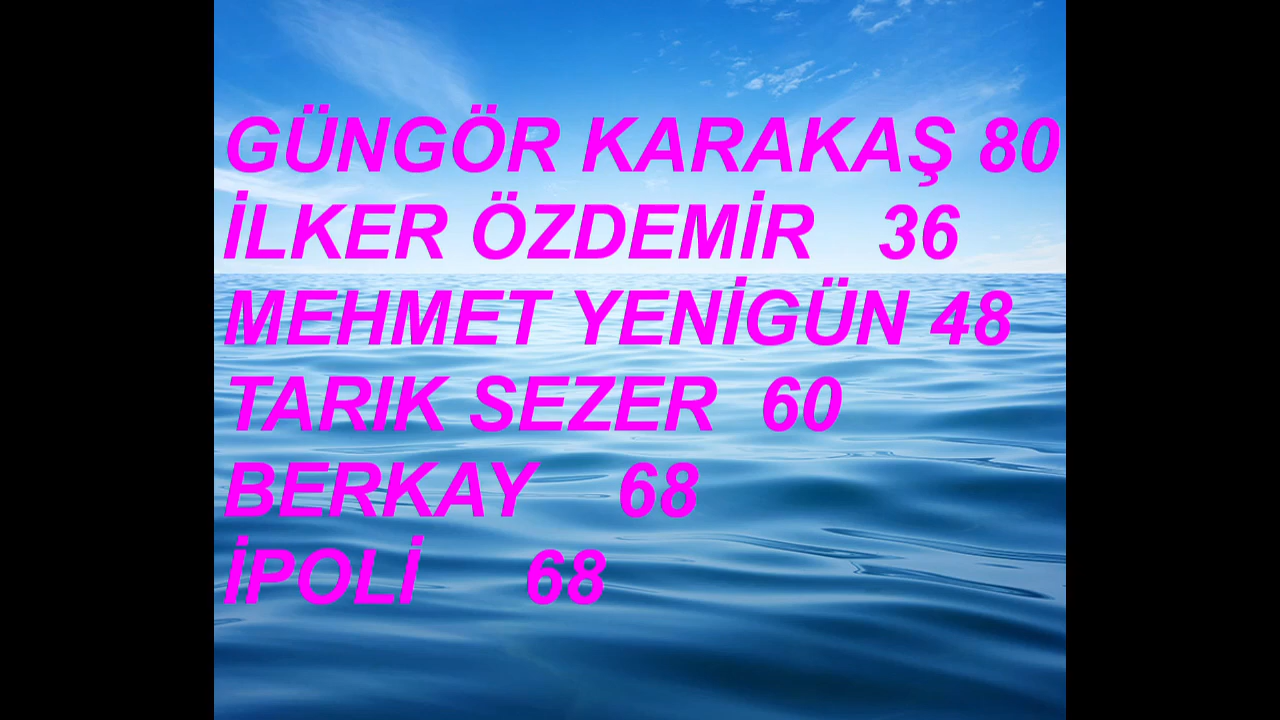 GÜNGÖR KARAKAŞ 80
İLKER ÖZDEMİR 36
MEHMET YENİGÜN 48
TARIK SEZER 60
BERKAY 68
İPOLİ 68